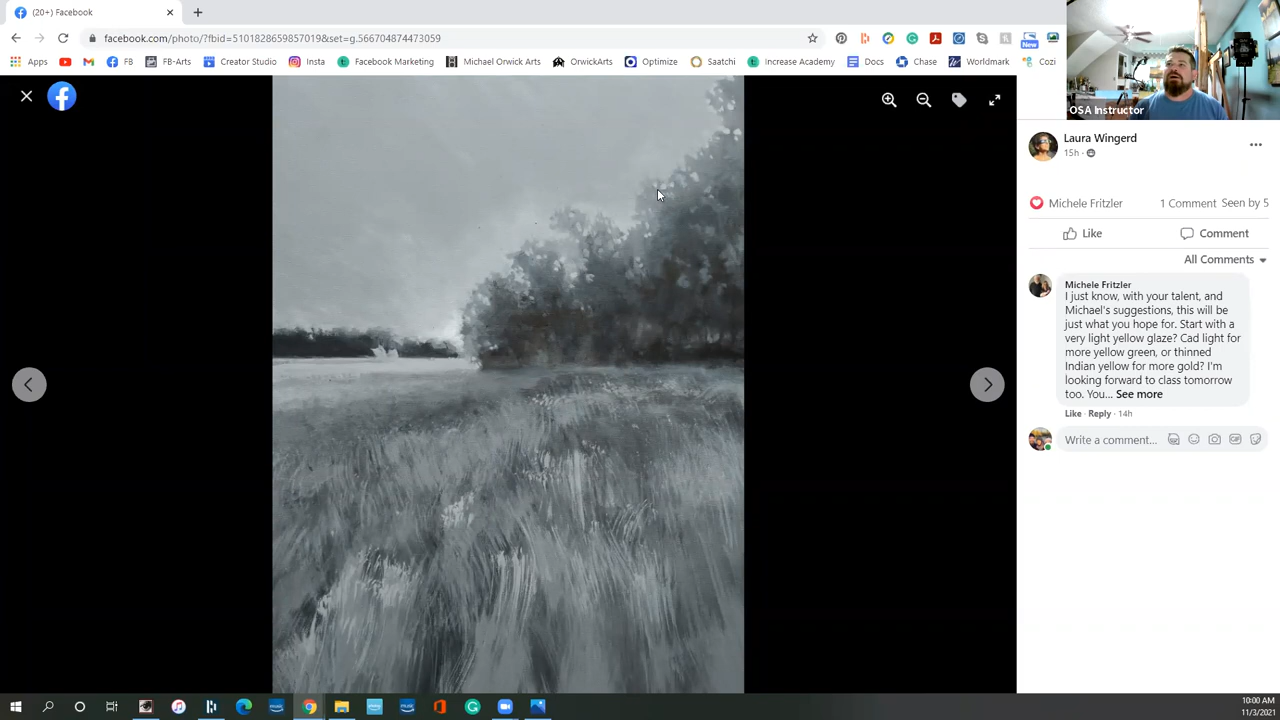 (20+) Facebook
facebook.com/photo/?fbid=5101828659857019&set=g.566704874473059
New
Apps
FB
FB-Arts
Creator Studio
Insta
Facebook Marketing
Michael Orwick Arts
OrwickArts
Optimize
Saatchi
Increase Academy
Docs
Chase
Worldmark
Cozi
OSA Instructor
Laura Wingerd
15h ·
Michele Fritzler 1 Comment Seen by 5
Like Comment
All Comments
Michele Fritzler
I just know, with your talent, and
Michael's suggestions, this will be
just what you hope for. Start with a
very light yellow glaze? Cad light for
more yellow green, or thinned
Indian yellow for more gold? I'm
looking forward to class tomorrow
too. You... See more
Like · Reply · 14h
Write a comment...
GIF
10:00 AM
11/3/2021